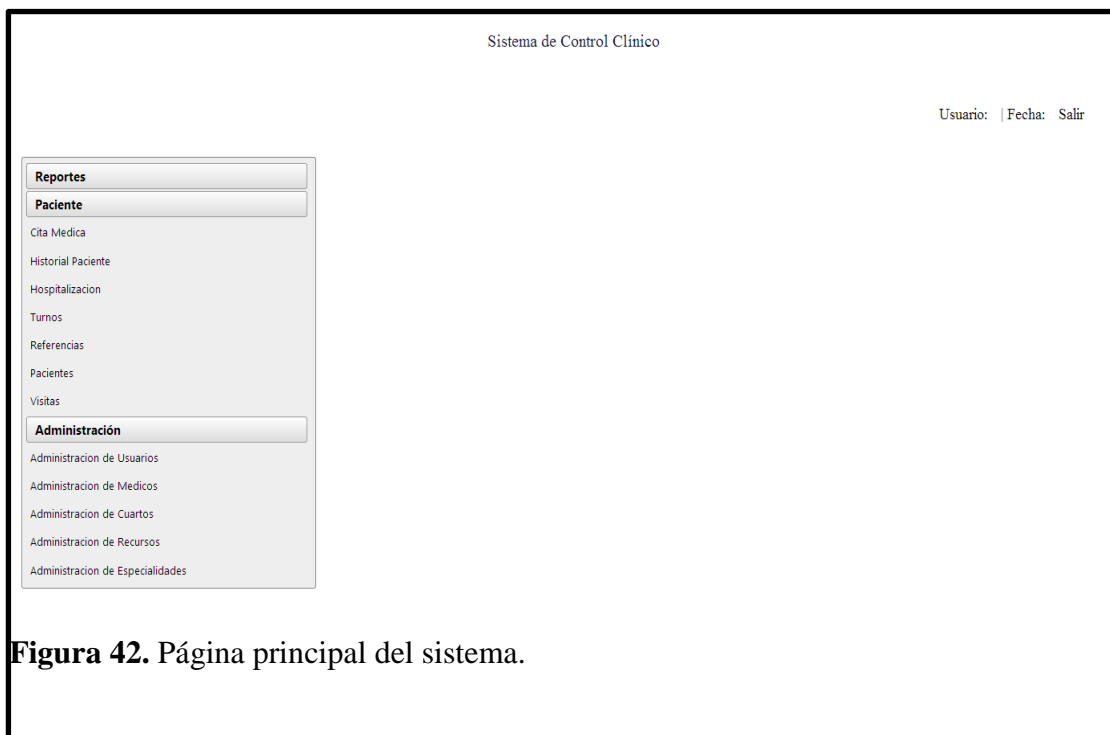 Sistema de Control Clínico
Usuario: | Fecha: Salir
Reportes
Paciente
Cita Medica
Historial Paciente
Hospitalizacion
Turnos
Referencias
Pacientes
Visitas
Administración
Administracion de Usuarios
Administracion de Medicos
Administracion de Cuartos
Administracion de Recursos
Administracion de Especialidades
Figura 42. Página principal del sistema.